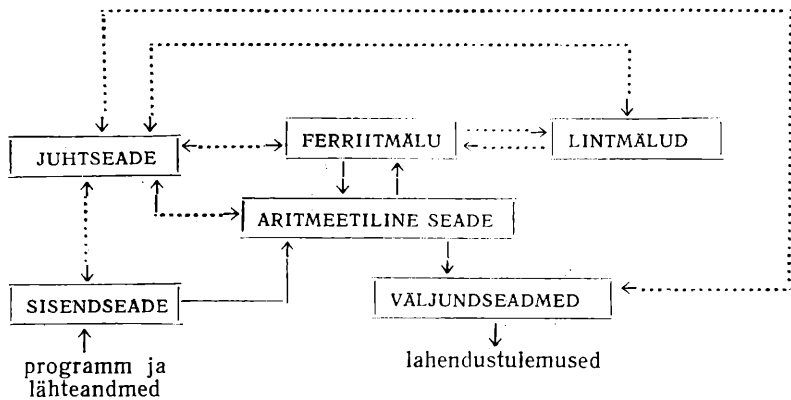 JUHTSEADE
FERRIITMÄLU
LINTMÄLUD
ARITMEETILINE SEADE
SISENDSEADE
VÄLJUNDSEADMED
programm ja
lähteandmed
lahendustulemused